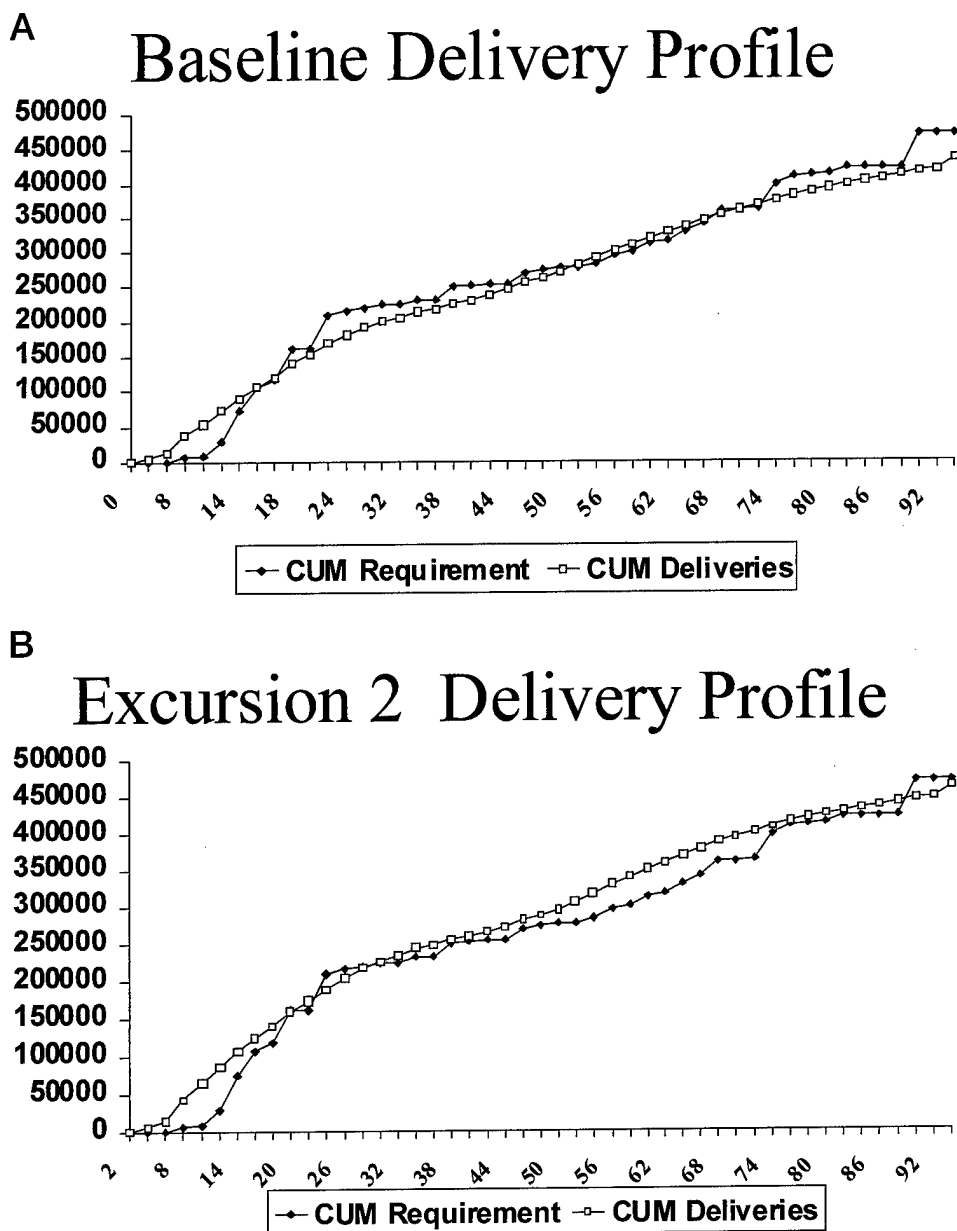 A
Baseline Delivery Profile
500000
450000
400000
350000
300000
250000
200000
150000
100000
50000
0
0 8 14 18 24 32 38 44 50 56 62 68 74 80 86 92
CUM Requirement CUM Deliveries
B
Excursion 2 Delivery Profile
500000
450000
400000
350000
300000
250000
200000
150000
100000
50000
0
2 8 14 20 26 32 38 44 50 56 62 68 74 80 86 92
CUM Requirement CUM Deliveries